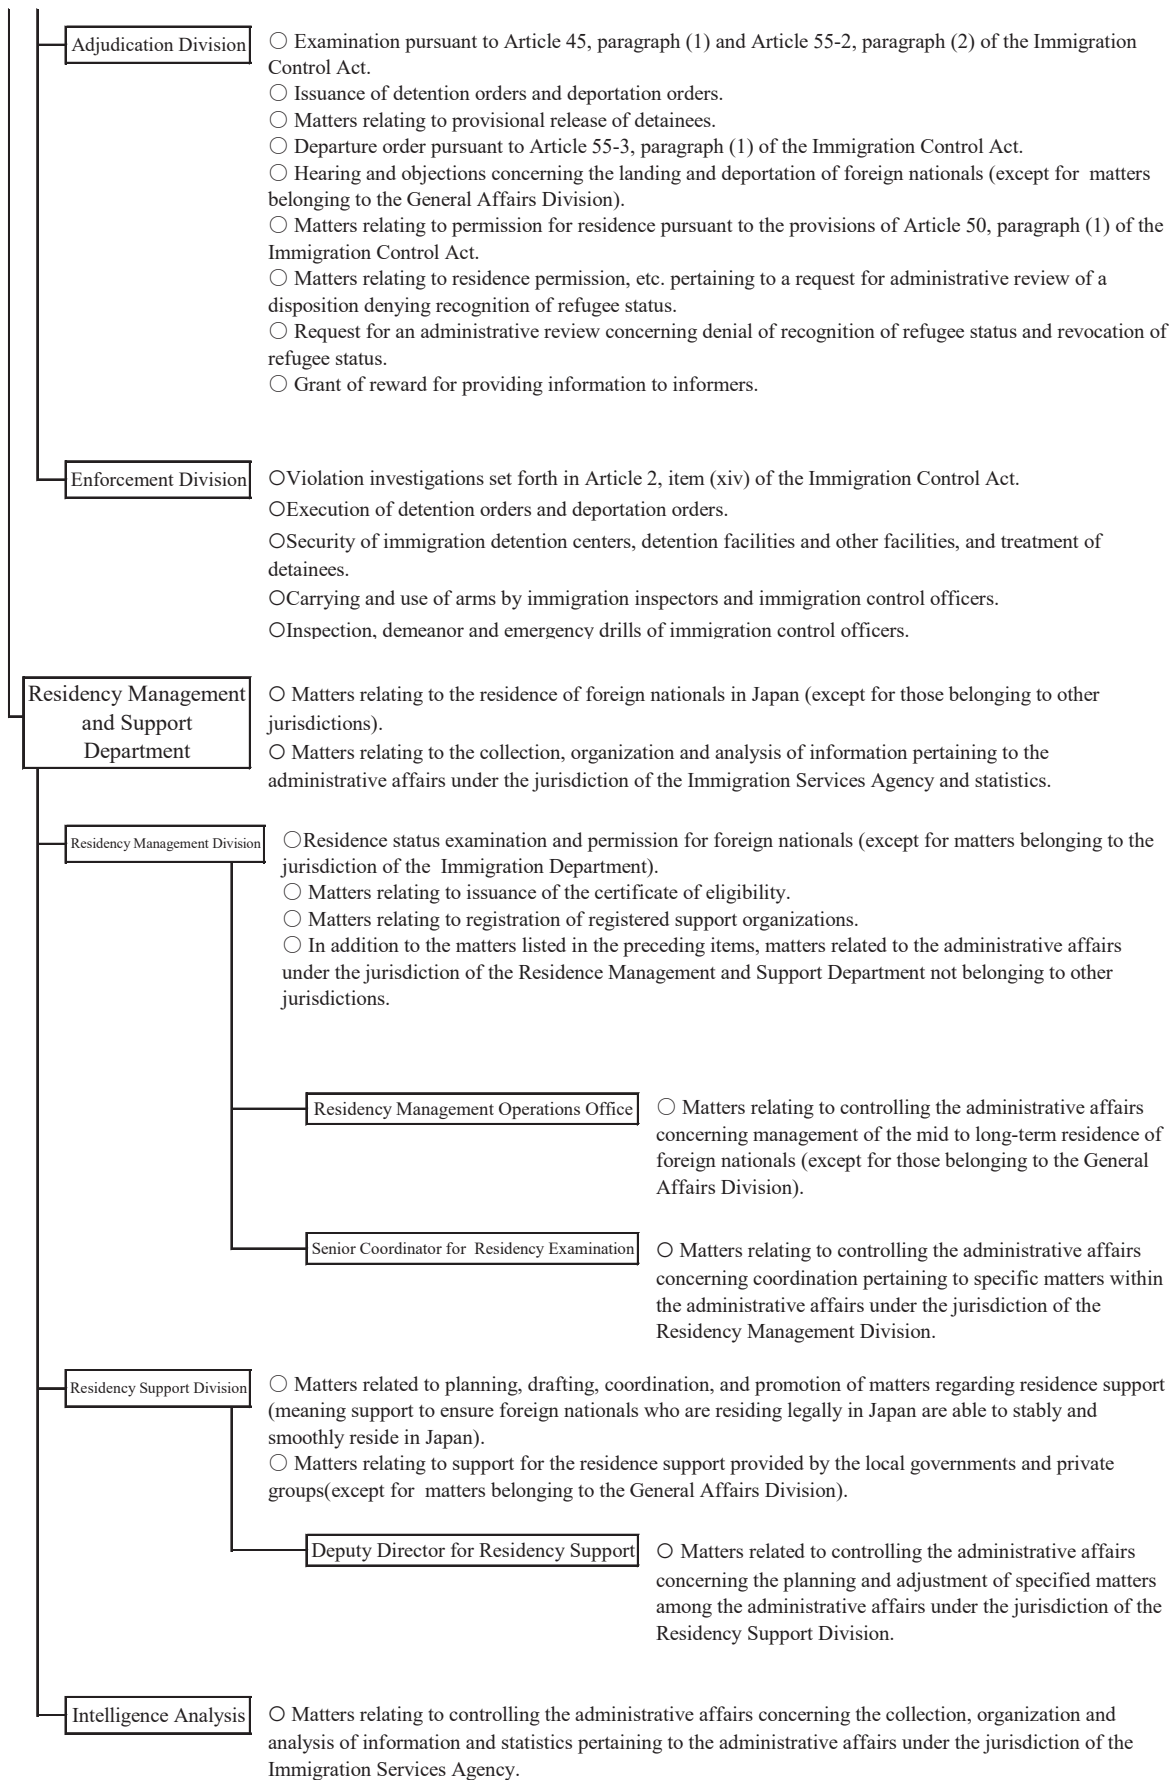 Adjudication Division
○ Examination pursuant to Article 45, paragraph (1) and Article 55-2, paragraph (2) of the Immigration
Control Act.
○ Issuance of detention orders and deportation orders.
○ Matters relating to provisional release of detainees.
○ Departure order pursuant to Article 55-3, paragraph (1) of the Immigration Control Act.
○ Hearing and objections concerning the landing and deportation of foreign nationals (except for matters
belonging to the General Affairs Division).
○ Matters relating to permission for residence pursuant to the provisions of Article 50, paragraph (1) of the
Immigration Control Act.
○ Matters relating to residence permission, etc. pertaining to a request for administrative review of a
disposition denying recognition of refugee status.
○ Request for an administrative review concerning denial of recognition of refugee status and revocation of
refugee status.
○ Grant of reward for providing information to informers.
Enforcement Division
○Violation investigations set forth in Article 2, item (xiv) of the Immigration Control Act.
○Execution of detention orders and deportation orders.
○Security of immigration detention centers, detention facilities and other facilities, and treatment of
detainees.
○Carrying and use of arms by immigration inspectors and immigration control officers.
○Inspection, demeanor and emergency drills of immigration control officers.
Residency Management
and Support
Department
○ Matters relating to the residence of foreign nationals in Japan (except for those belonging to other
jurisdictions).
○ Matters relating to the collection, organization and analysis of information pertaining to the
administrative affairs under the jurisdiction of the Immigration Services Agency and statistics.
Residency Management Division
○Residence status examination and permission for foreign nationals (except for matters belonging to the
jurisdiction of the Immigration Department).
○ Matters relating to issuance of the certificate of eligibility.
○ Matters relating to registration of registered support organizations.
○ In addition to the matters listed in the preceding items, matters related to the administrative affairs
under the jurisdiction of the Residence Management and Support Department not belonging to other
jurisdictions.
Residency Management Operations Office
○ Matters relating to controlling the administrative affairs
concerning management of the mid to long-term residence of
foreign nationals (except for those belonging to the General
Affairs Division).
Senior Coordinator for Residency Examination
○ Matters relating to controlling the administrative affairs
concerning coordination pertaining to specific matters within
the administrative affairs under the jurisdiction of the
Residency Management Division.
Residency Support Division
○ Matters related to planning, drafting, coordination, and promotion of matters regarding residence support
(meaning support to ensure foreign nationals who are residing legally in Japan are able to stably and
smoothly reside in Japan).
○ Matters relating to support for the residence support provided by the local governments and private
groups(except for matters belonging to the General Affairs Division).
Deputy Director for Residency Support
○ Matters related to controlling the administrative affairs
concerning the planning and adjustment of specified matters
among the administrative affairs under the jurisdiction of the
Residency Support Division.
Intelligence Analysis
○ Matters relating to controlling the administrative affairs concerning the collection, organization and
analysis of information and statistics pertaining to the administrative affairs under the jurisdiction of the
Immigration Services Agency.